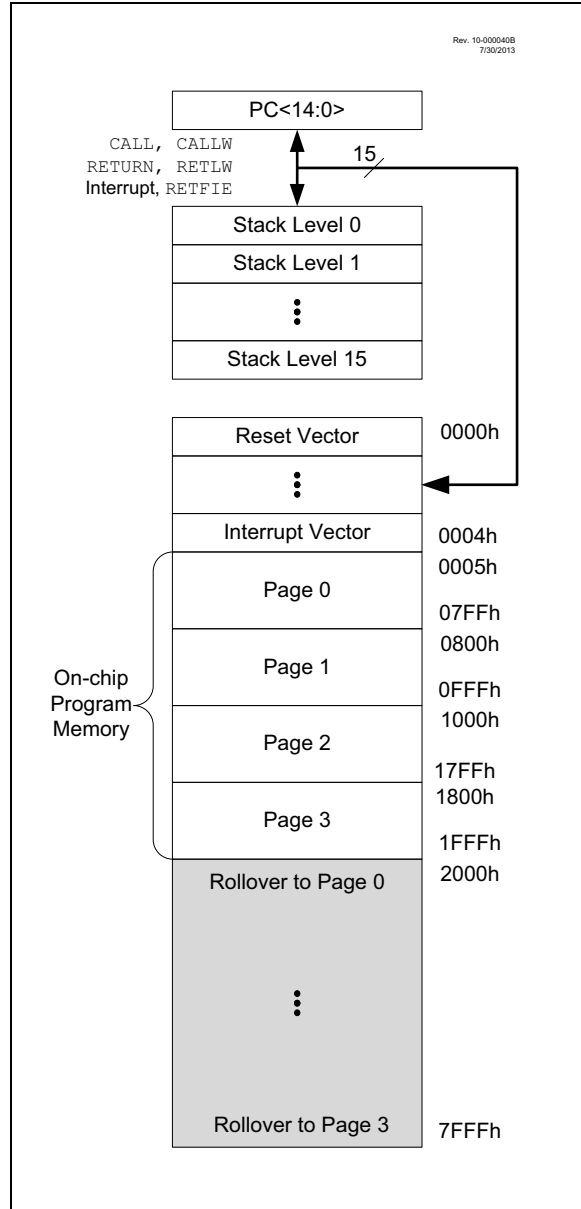 Rev. 10-000040B
7/30/2013
PC<14:0>
CALL, CALLW
RETURN, RETLW
Interrupt, RETFIE
15
Stack Level 0
Stack Level 1
Stack Level 15
Reset Vector
0000h
Interrupt Vector
0004h
0005h
Page 0
07FFh
0800h
Page 1
0FFFh
On-chip
Program
Memory
1000h
Page 2
17FFh
1800h
Page 3
1FFFh
Rollover to Page 0
2000h
Rollover to Page 3
7FFFh